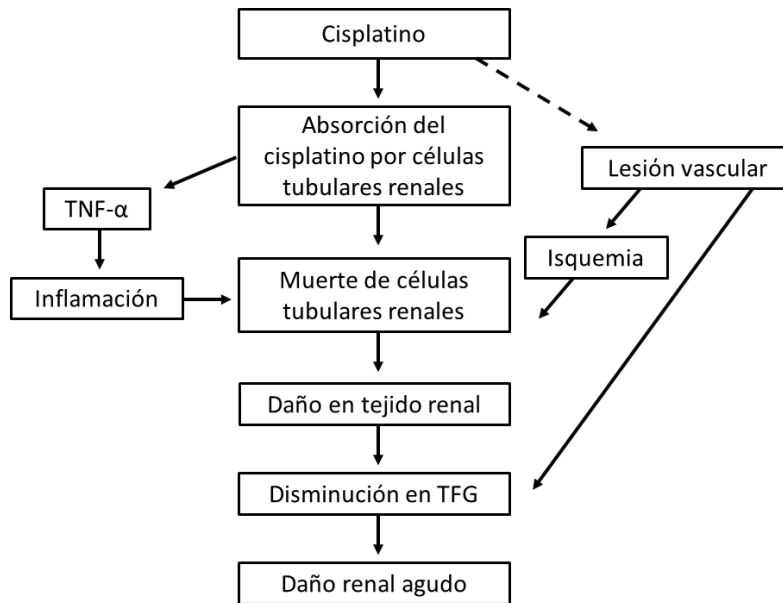 Cisplatino
Absorción del
cisplatino por células
tubulares renales
Lesión vascular
TNF-α
Isquemia
Inflamación
Muerte de células
tubulares renales
Daño en tejido renal
Disminución en TFG
Daño renal agudo